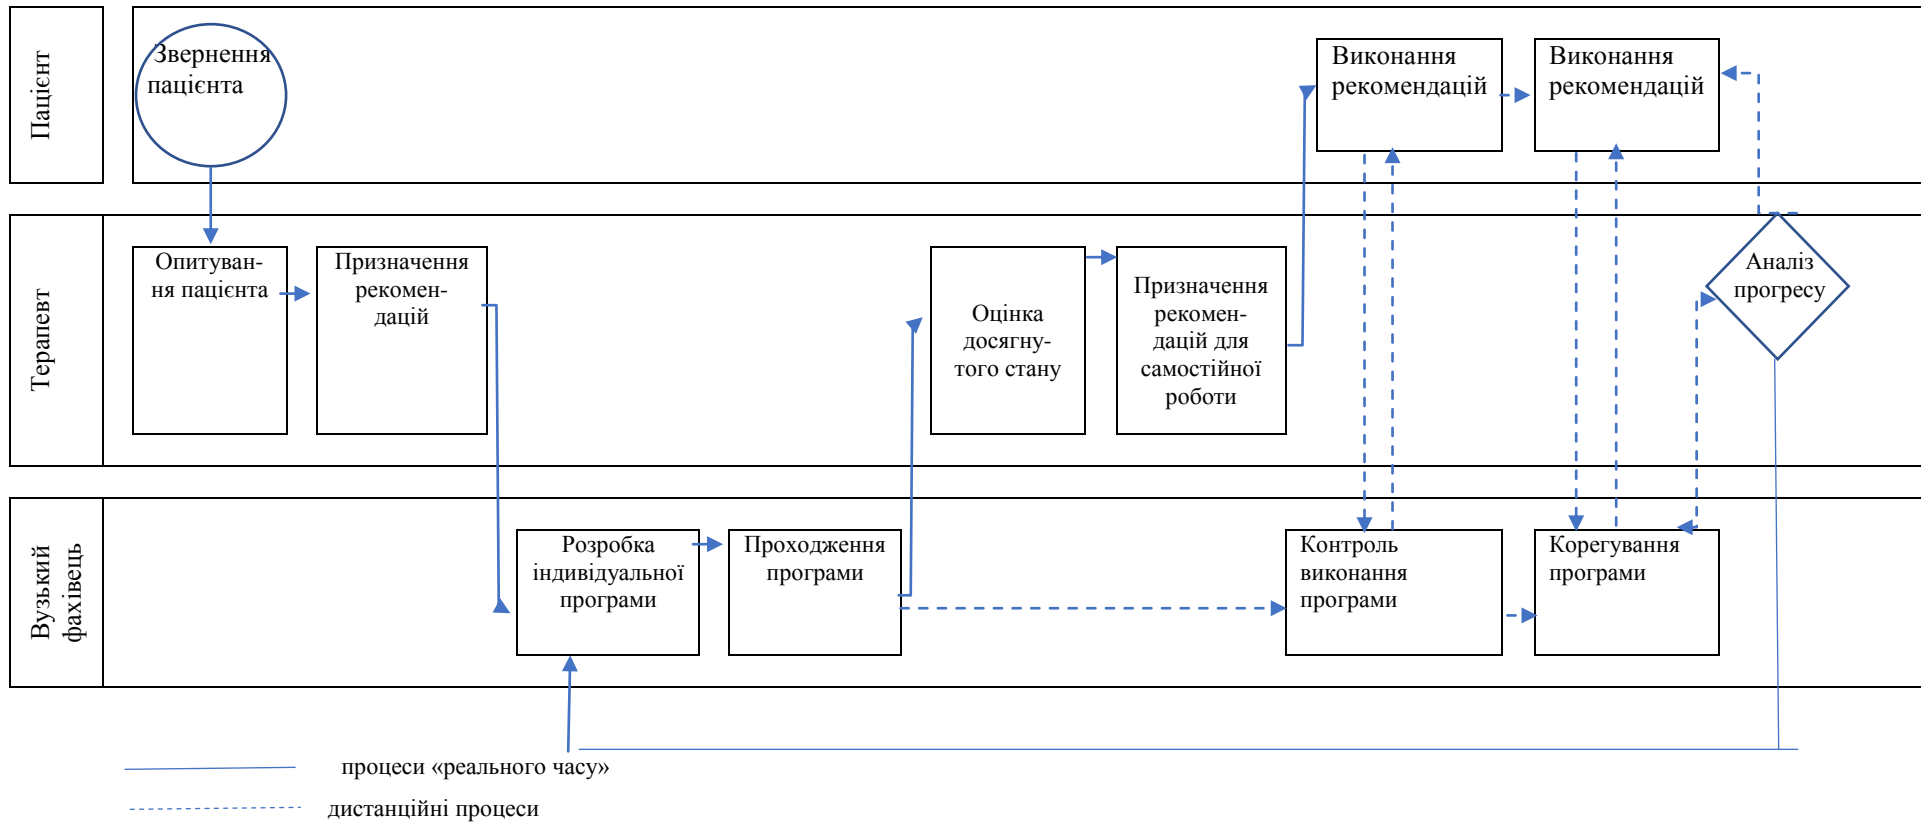 Пацієнт
Звернення
пацієнта
Виконання
рекомендацій
Виконання
рекомендацій
Терапевт
Опитуван-
ня пацієнта
Призначення
рекомен-
дацій
Оцінка
досягну-
того стану
Призначення
рекомен-
дацій для
самостійної
роботи
Аналіз
прогресу
Вузький
фахівець
Розробка
індивідуальної
програми
Проходження
програми
Контроль
виконання
програми
Корегування
програми
процеси «реального часу»
дистанційні процеси